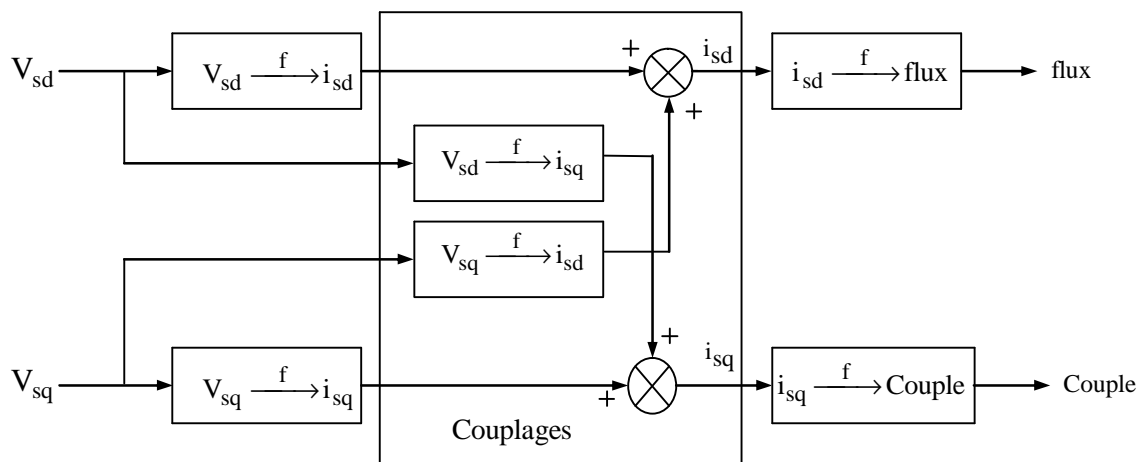 V_sd
V_sd —f→ i_sd
+
i_sd
i_sd —f→ flux
flux
+
V_sd —f→ i_sq
V_sq —f→ i_sd
+
V_sq
V_sq —f→ i_sq
+
i_sq
i_sq —f→ Couple
Couple
Couplages